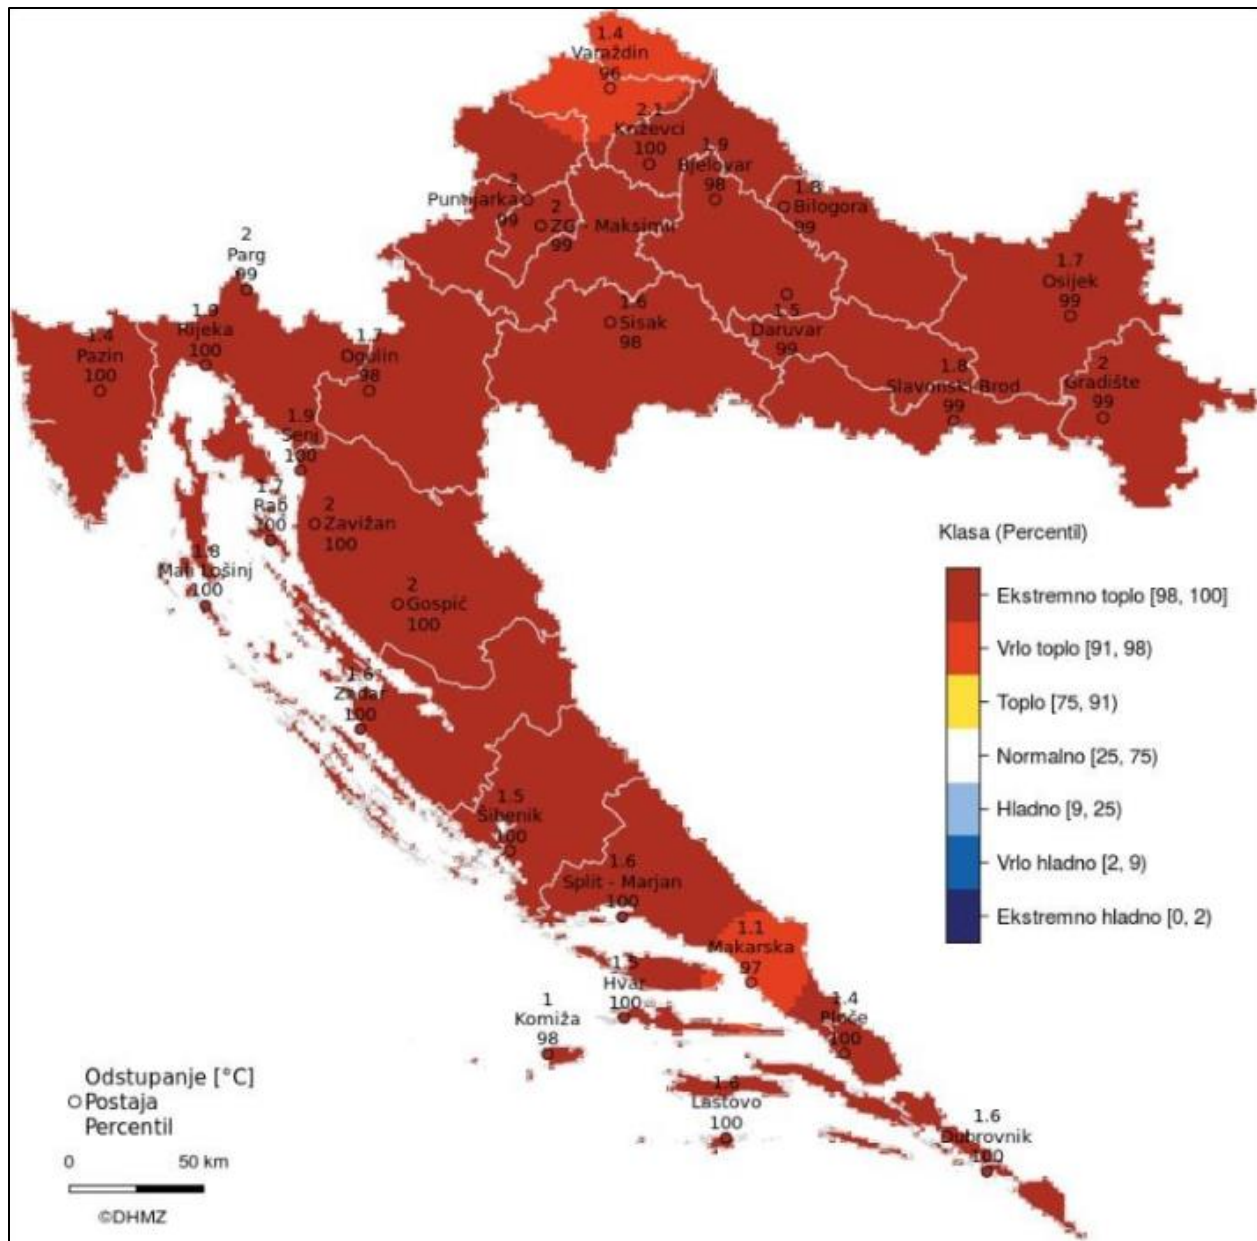 1.4
Varaždin
96
2.1
Križevci
100
1.9
Bjelovar
98
1.8
Bilogora
99
2
Puntijarka
99
2
ZG - Maksimir
99
2
Parg
99
1.9
Rijeka
100
1.4
Pazin
100
1.7
Ogulin
98
1.6
Sisak
98
1.5
Daruvar
99
1.7
Osijek
99
1.8
Slavonski Brod
99
2
Gradište
99
1.9
Senj
100
1.7
Rab
100
2
Zavižan
100
1.8
Mali Lošinj
100
2
Gospić
100
1.6
Zadar
100
1.5
Šibenik
100
1.6
Split - Marjan
100
1.1
Makarska
97
1.5
Hvar
100
1
Komiža
98
1.4
Ploče
100
1.6
Lastovo
100
1.6
Dubrovnik
100
Klasa (Percentil)
Ekstremno toplo [98, 100]
Vrlo toplo [91, 98)
Toplo [75, 91)
Normalno [25, 75)
Hladno [9, 25)
Vrlo hladno [2, 9)
Ekstremno hladno [0, 2)
Odstupanje [°C]
Postaja
Percentil
0 50 km
©DHMZ